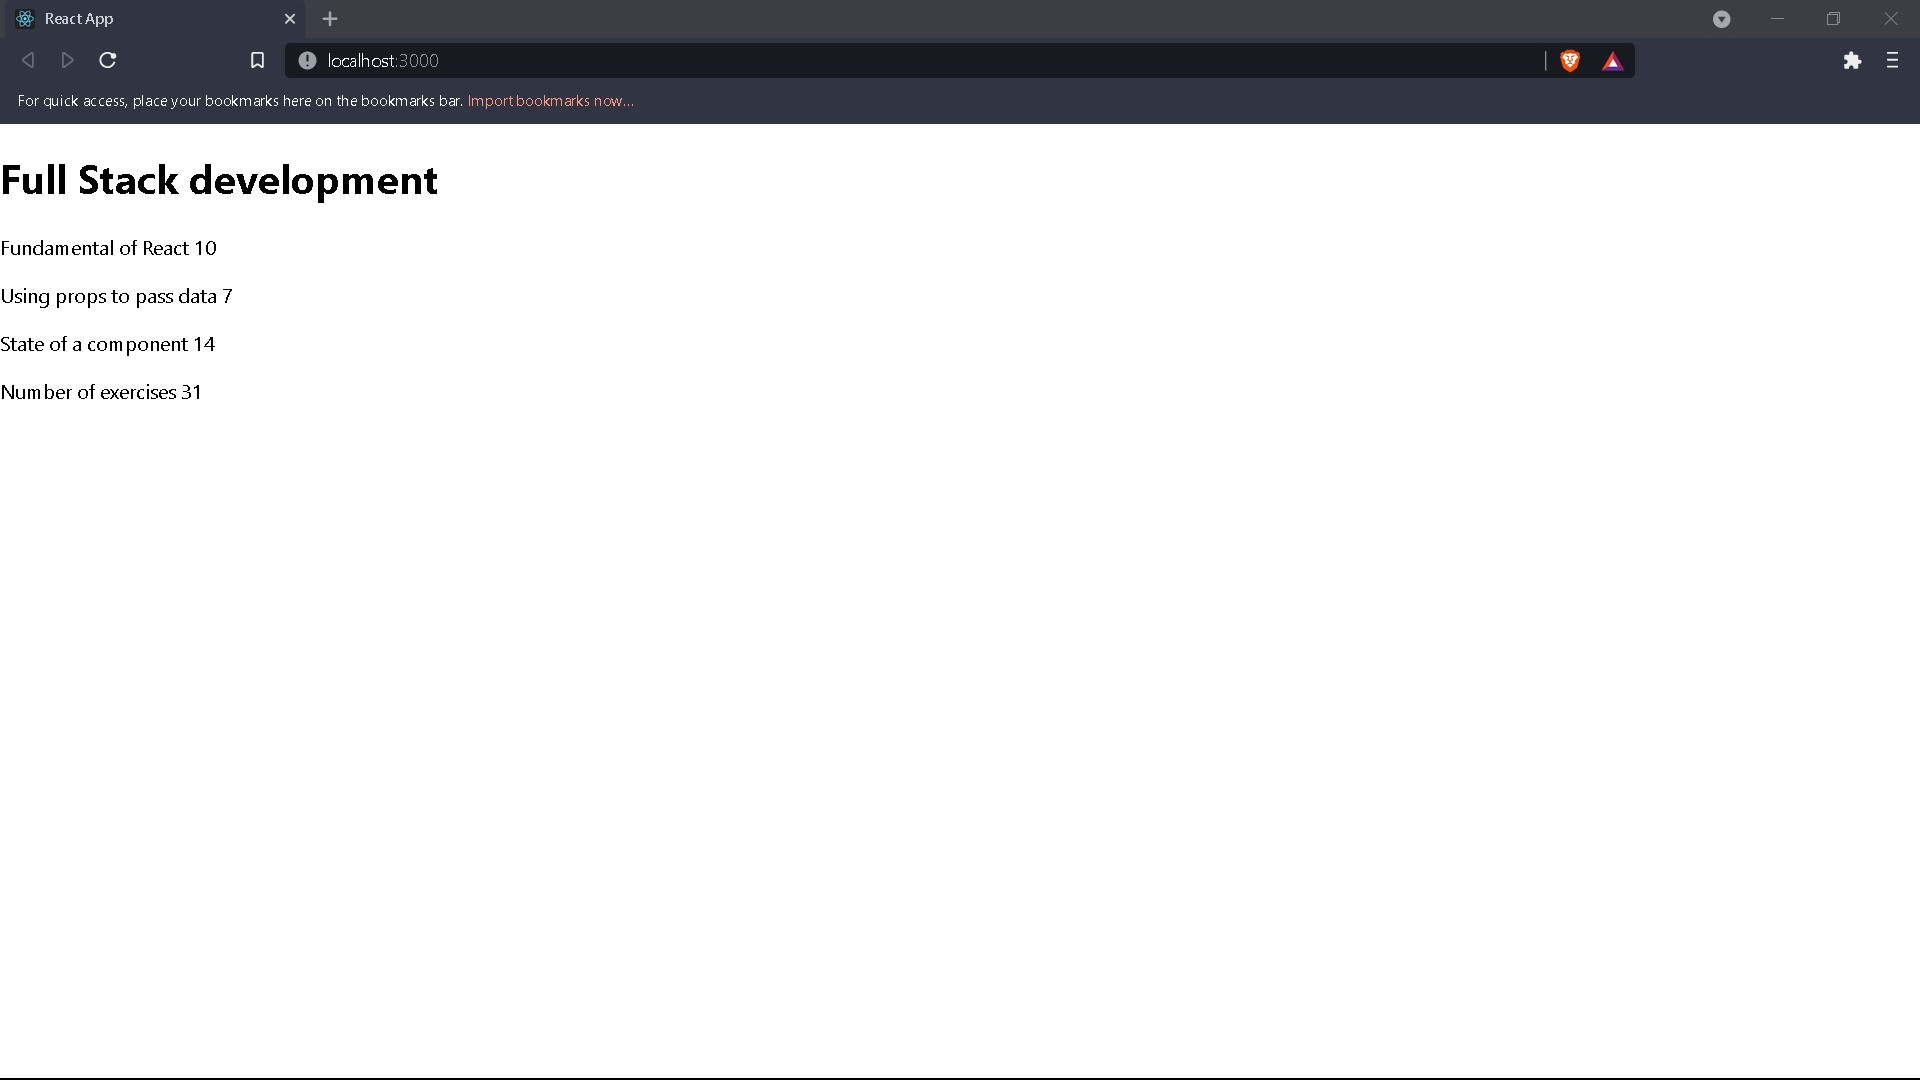 React App
localhost:3000
For quick access, place your bookmarks here on the bookmarks bar. Import bookmarks now...
Full Stack development
Fundamental of React 10
Using props to pass data 7
State of a component 14
Number of exercises 31